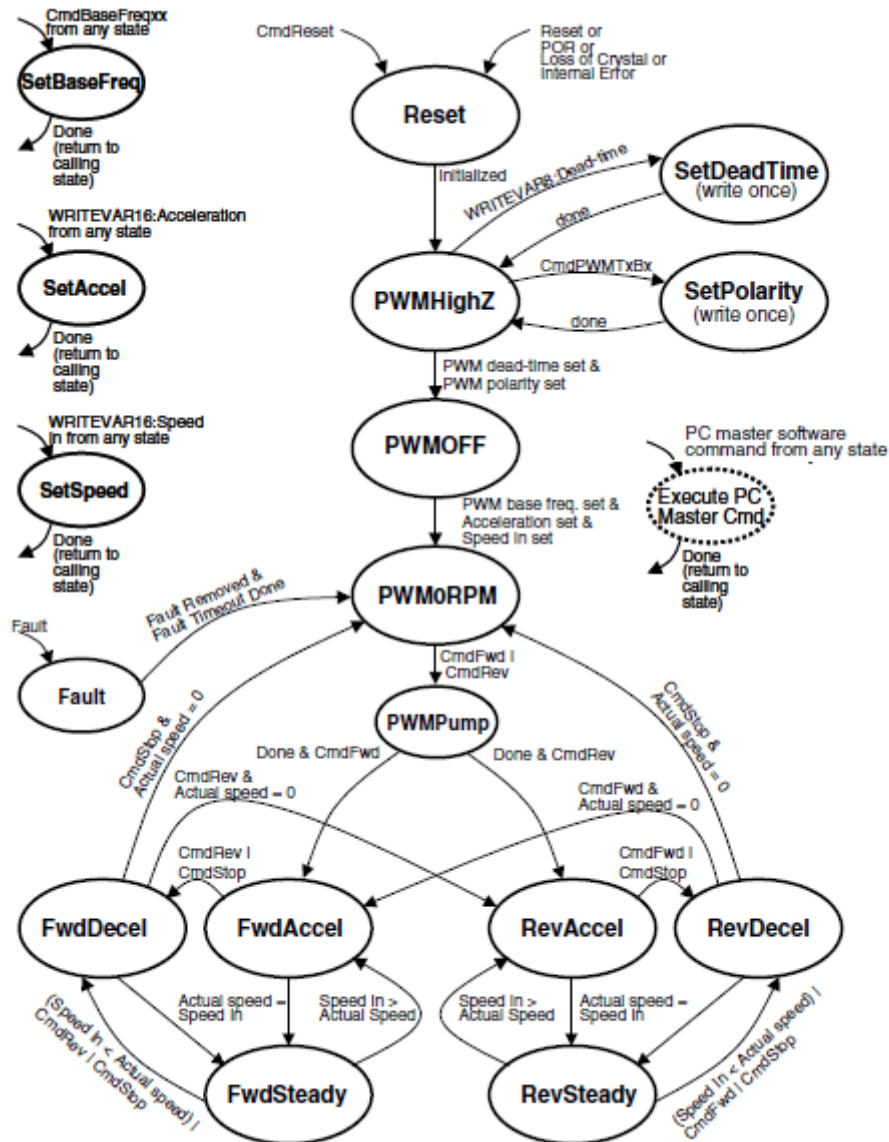 CmdBaseFreqxx
from any state
SetBaseFreq
Done
(return to
calling
state)
WRITEVAR16:Acceleration
from any state
SetAccel
Done
(return to
calling
state)
WRITEVAR16:Speed
In from any state
SetSpeed
Done
(return to
calling
state)
CmdReset
Reset or
POR or
Loss of Crystal or
Internal Error
Reset
Initialized
WRITEVAR8:Dead-time
SetDeadTime
(write once)
done
PWMHighZ
CmdPWMTxBx
SetPolarity
(write once)
done
PWM dead-time set &
PWM polarity set
PWMOFF
PC master software
command from any state
Execute PC
Master Cmd.
Done
(return to
calling
state)
PWM base freq. set &
Acceleration set &
Speed In set
PWM0RPM
Fault Removed &
Fault Timeout Done
Fault
Fault
CmdFwd |
CmdRev
PWMPump
Done & CmdFwd
Done & CmdRev
CmdStop &
Actual speed = 0
CmdRev &
Actual speed = 0
CmdFwd &
Actual speed = 0
CmdStop &
Actual speed = 0
CmdRev |
CmdStop
CmdFwd |
CmdStop
FwdDecel
FwdAccel
RevAccel
RevDecel
Actual speed =
Speed In
Speed In >
Actual Speed
Speed In >
Actual Speed
Actual speed =
Speed In
(Speed In < Actual speed) |
CmdRev | CmdStop
FwdSteady
RevSteady
(Speed In < Actual speed) |
CmdFwd | CmdStop